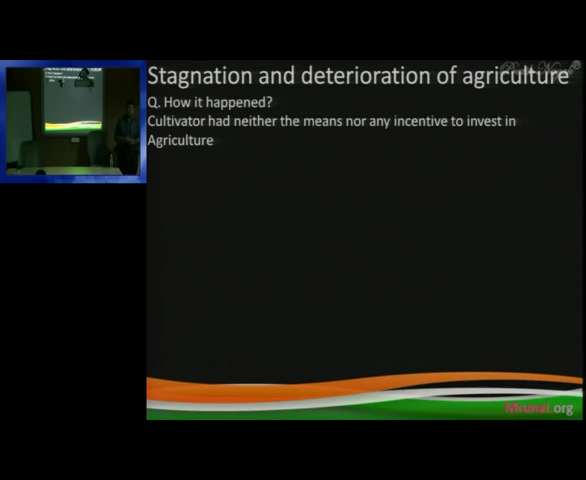 Stagnation and deterioration of agriculture
Q. How it happened?
Cultivator had neither the means nor any incentive to invest in
Agriculture
Mrunal.org